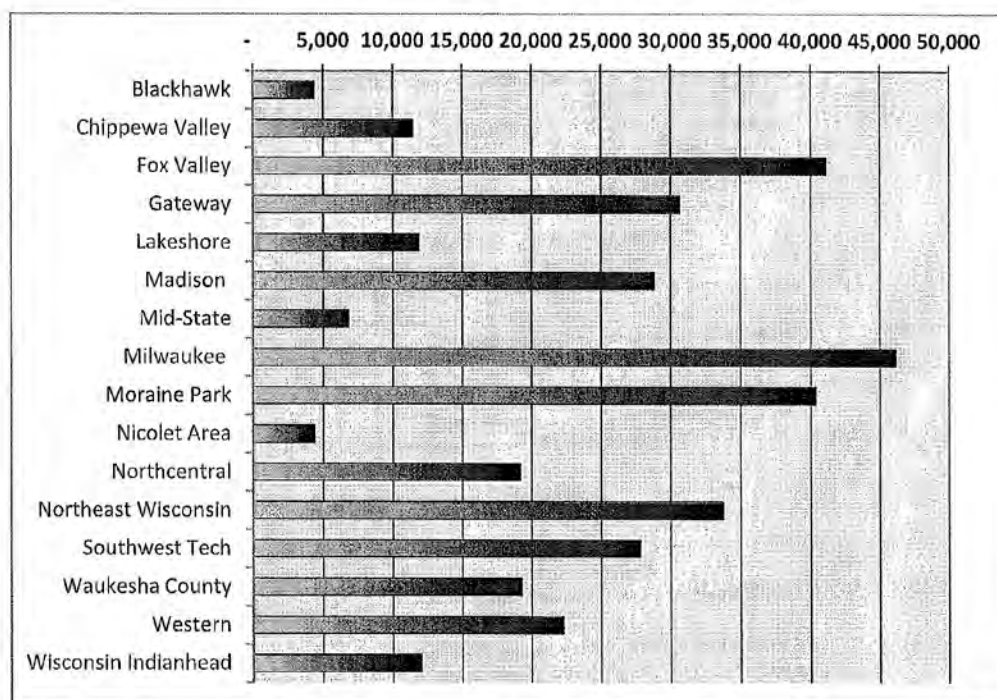 - 5,000 10,000 15,000 20,000 25,000 30,000 35,000 40,000 45,000 50,000
Blackhawk
Chippewa Valley
Fox Valley
Gateway
Lakeshore
Madison
Mid-State
Milwaukee
Moraine Park
Nicolet Area
Northcentral
Northeast Wisconsin
Southwest Tech
Waukesha County
Western
Wisconsin Indianhead